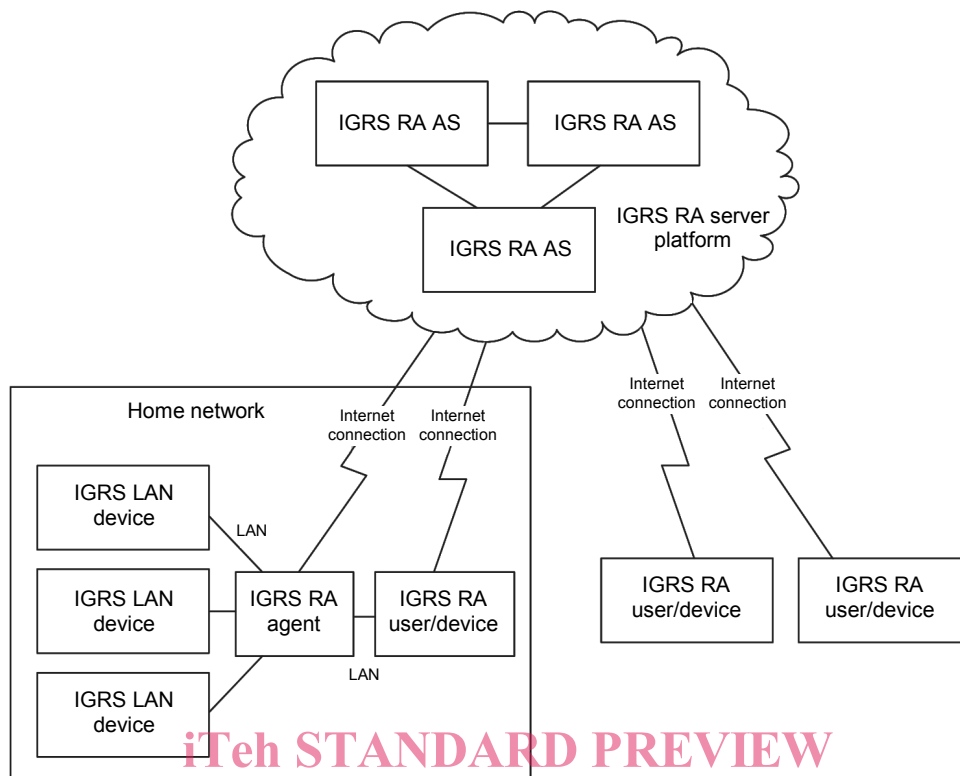 IGRS RA AS
IGRS RA AS
IGRS RA AS
IGRS RA server
platform
Home network
Internet
connection
Internet
connection
Internet
connection
Internet
connection
IGRS LAN
device
LAN
IGRS LAN
device
IGRS RA
agent
IGRS RA
user/device
LAN
IGRS LAN
device
IGRS RA
user/device
IGRS RA
user/device
iTeh STANDARD PREVIEW